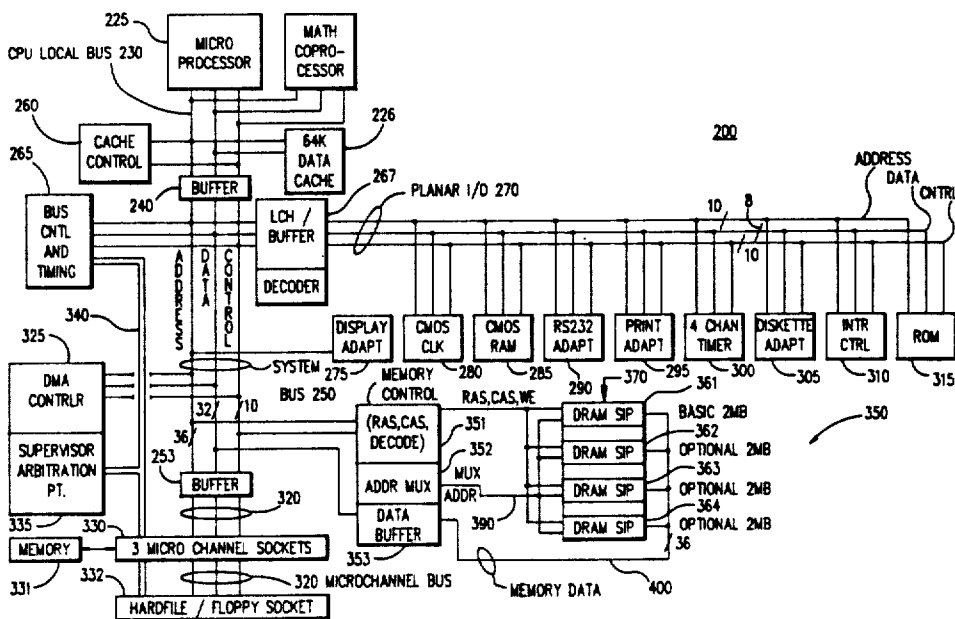 225
MICRO
PROCESSOR
MATH
COPRO-
CESSOR
CPU LOCAL BUS 230
260
CACHE
CONTROL
226
64K
DATA
CACHE
200
265
BUS
CNTL
AND
TIMING
BUFFER
240
267
LCH /
BUFFER
DECODER
PLANAR I/D 270
ADDRESS
DATA
CNTRL
10
8
10
ADDRESS
DATA
CONTROL
340
325
DMA
CONTRLR
SUPERVISOR
ARBITRATION
PT.
335
SYSTEM
BUS 250
DISPLAY
ADAPT
275
CMOS
CLK
280
CMOS
RAM
285
RS232
ADAPT
290
PRINT
ADAPT
295
4 CHAN
TIMER
300
DISKETTE
ADAPT
305
INTR
CTRL
310
ROM
315
32
10
36
MEMORY
CONTROL
(RAS,CAS,
DECODE)
351
352
ADDR MUX
DATA
BUFFER
353
RAS,CAS,WE
MUX
ADDR
390
370
361
DRAM SIP
BASIC 2MB
362
DRAM SIP
OPTIONAL 2MB
363
DRAM SIP
OPTIONAL 2MB
364
DRAM SIP
OPTIONAL 2MB
350
36
MEMORY DATA
400
253
BUFFER
320
330
3 MICRO CHANNEL SOCKETS
MEMORY
331
332
320 MICROCHANNEL BUS
HARDFILE / FLOPPY SOCKET